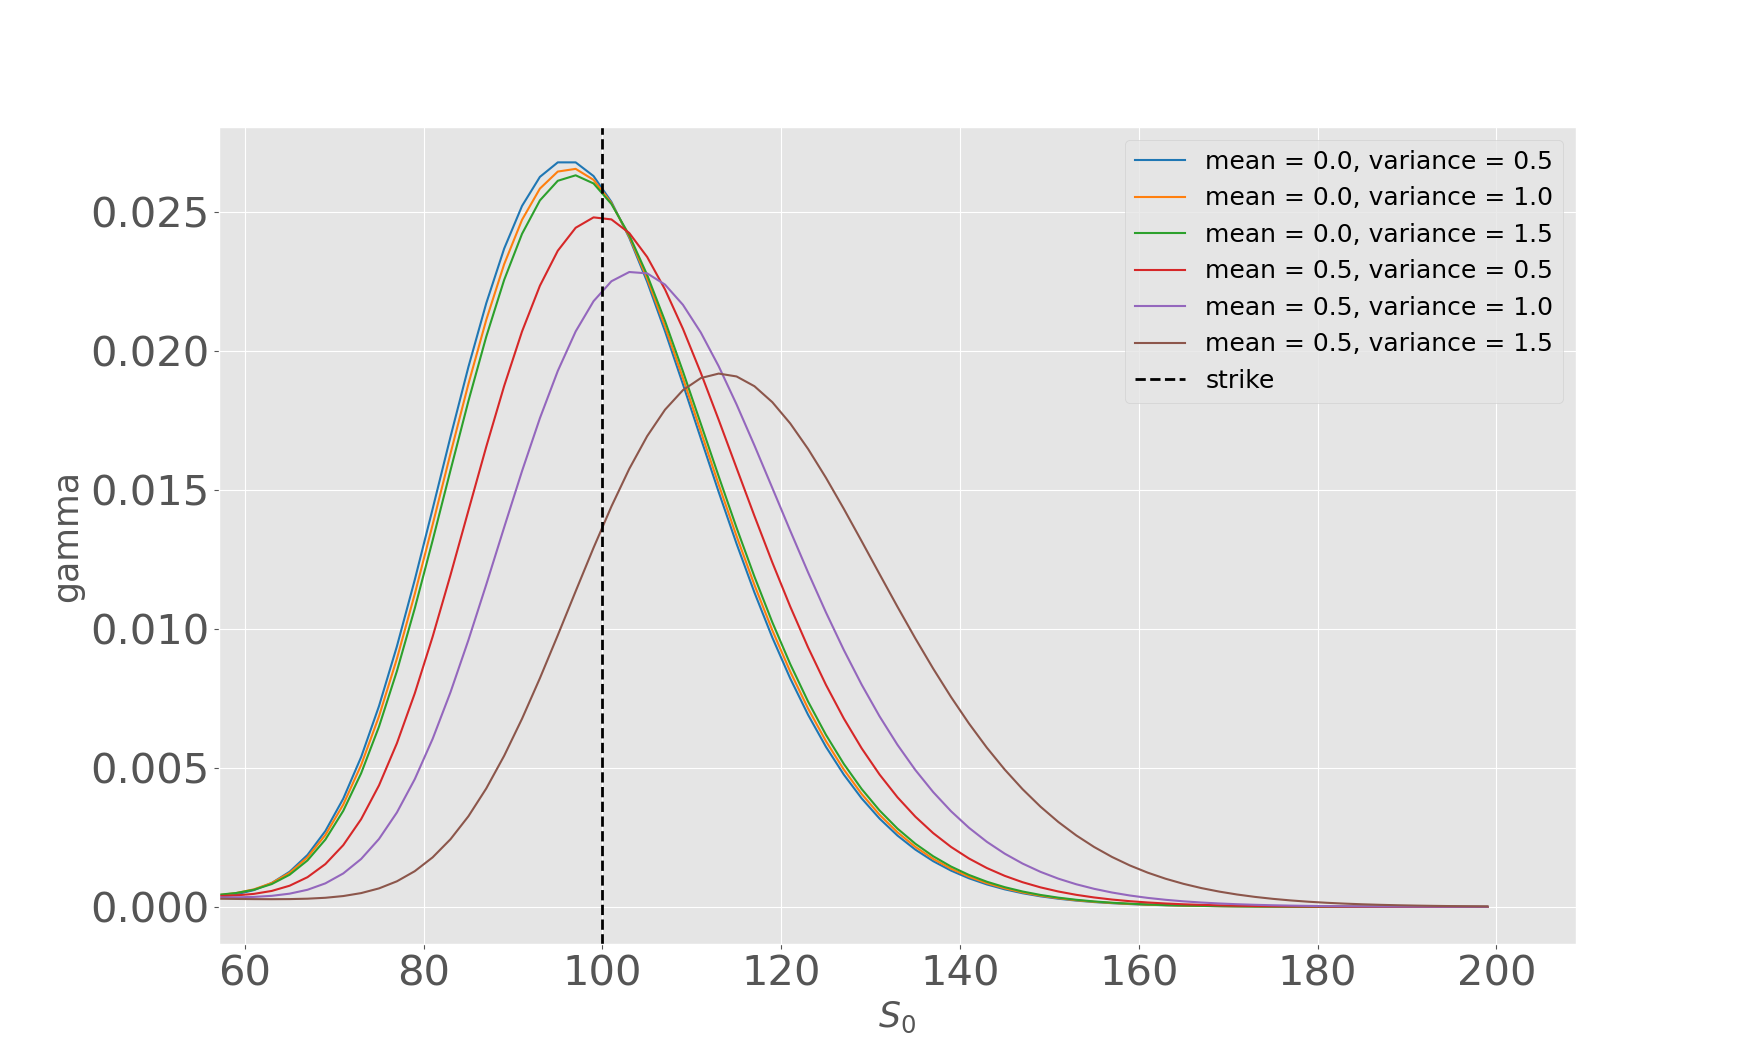 mean = 0.0, variance = 0.5
mean = 0.0, variance = 1.0
mean = 0.0, variance = 1.5
mean = 0.5, variance = 0.5
mean = 0.5, variance = 1.0
mean = 0.5, variance = 1.5
strike
gamma
0.025
0.020
0.015
0.010
0.005
0.000
60 80 100 120 140 160 180 200
S₀